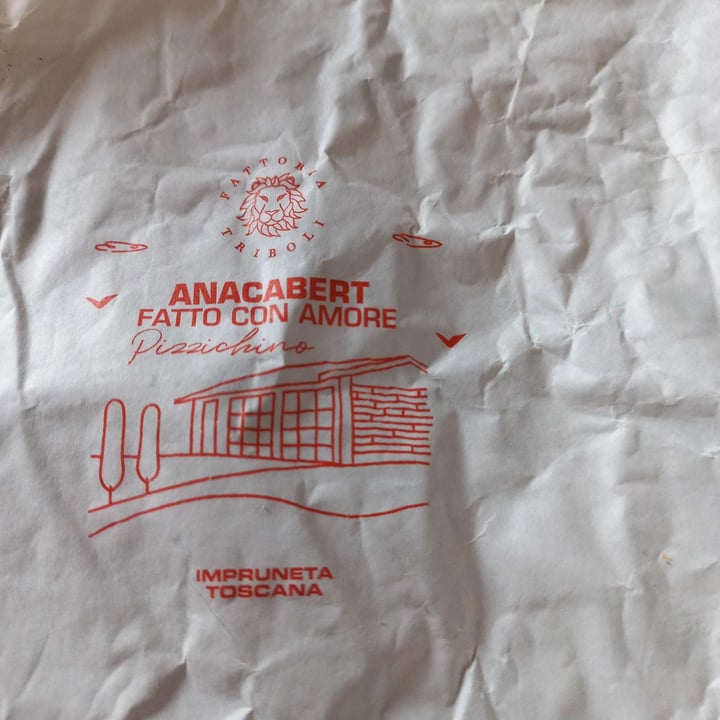 FATTORIA
TRIBOLI
ANACABERT
FATTO CON AMORE
Pizzichino
IMPRUNETA
TOSCANA